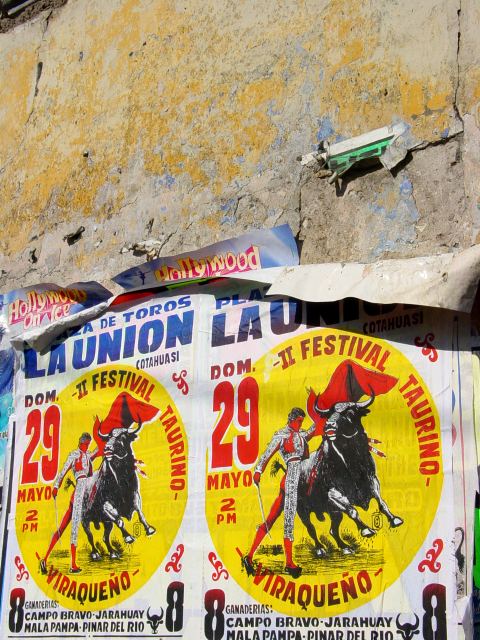 Hollywood
On Ice
Hollywood
ZA DE TOROS
LA UNION
COTAHUASI
DOM.
29
MAYO
2
PM
-II FESTIVAL
TAURINO-
-VIRAQUEÑO-
8 GANADERIAS: 8
CAMPO BRAVO-JARAHUAY
MALA PAMPA-PINAR DEL RIO
PLA
LA UNION
COTAHUASI
DOM.
29
MAYO
2
PM
-II FESTIVAL
TAURINO-
-VIRAQUEÑO-
8 GANADERIAS: 8
CAMPO BRAVO-JARAHUAY
MALA PAMPA-PINAR DEL RIO